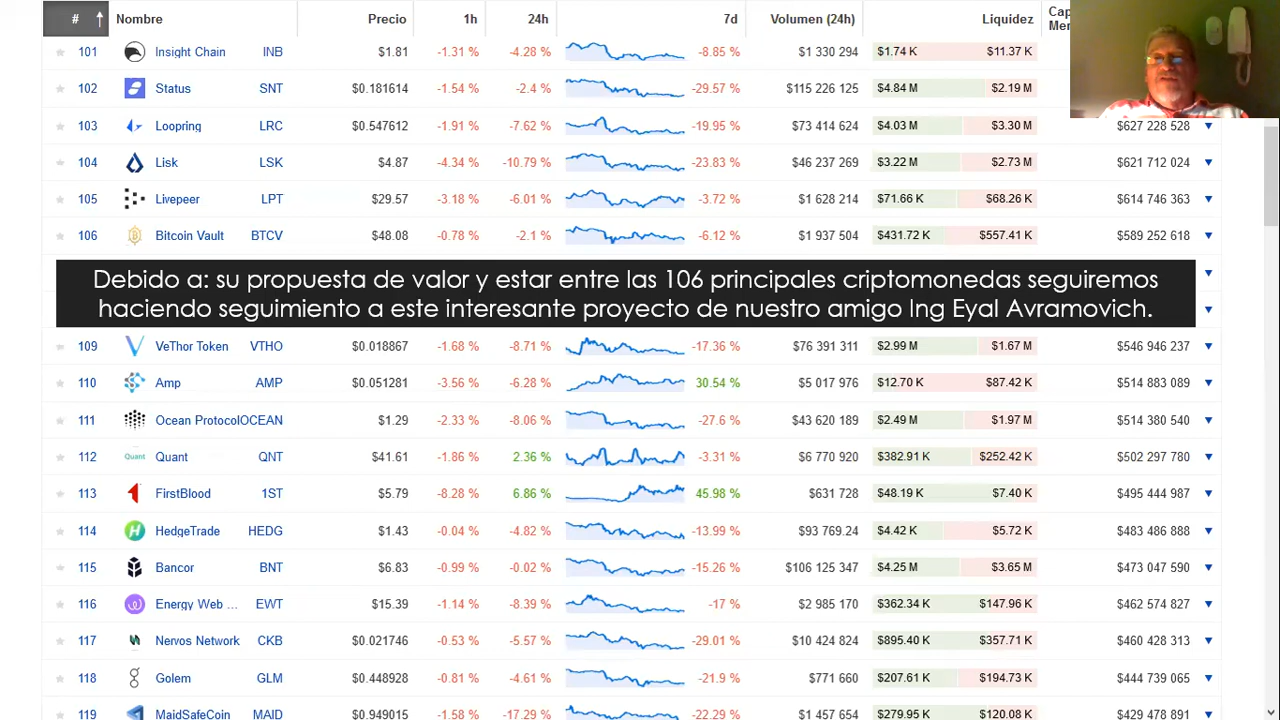 # Nombre Precio 1h 24h 7d Volumen (24h) Liquidez Cap
101 Insight Chain INB $1.81 -1.31 % -4.28 % -8.85 % $1 330 294 $1.74 K $11.37 K
102 Status SNT $0.181614 -1.54 % -2.4 % -29.57 % $115 226 125 $4.84 M $2.19 M
103 Loopring LRC $0.547612 -1.91 % -7.62 % -19.95 % $73 414 624 $4.03 M $3.30 M $627 228 528
104 Lisk LSK $4.87 -4.34 % -10.79 % -23.83 % $46 237 269 $3.22 M $2.73 M $621 712 024
105 Livepeer LPT $29.57 -3.18 % -6.01 % -3.72 % $1 628 214 $71.66 K $68.26 K $614 746 363
106 Bitcoin Vault BTCV $48.08 -0.78 % -2.1 % -6.12 % $1 937 504 $431.72 K $557.41 K $589 252 618
Debido a: su propuesta de valor y estar entre las 106 principales criptomonedas seguiremos
haciendo seguimiento a este interesante proyecto de nuestro amigo Ing Eyal Avramovich.
109 VeThor Token VTHO $0.018867 -1.68 % -8.71 % -17.36 % $76 391 311 $2.99 M $1.67 M $546 946 237
110 Amp AMP $0.051281 -3.56 % -6.28 % 30.54 % $5 017 976 $12.70 K $87.42 K $514 883 089
111 Ocean ProtocolOCEAN $1.29 -2.33 % -8.06 % -27.6 % $43 620 189 $2.49 M $1.97 M $514 380 540
112 Quant Quant QNT $41.61 -1.86 % 2.36 % -3.31 % $6 770 920 $382.91 K $252.42 K $502 297 780
113 FirstBlood 1ST $5.79 -8.28 % 6.86 % 45.98 % $631 728 $48.19 K $7.40 K $495 444 987
114 HedgeTrade HEDG $1.43 -0.04 % -4.82 % -13.99 % $93 769.24 $4.42 K $5.72 K $483 486 888
115 Bancor BNT $6.83 -0.99 % -0.02 % -15.26 % $106 125 347 $4.25 M $3.65 M $473 047 590
116 Energy Web ... EWT $15.39 -1.14 % -8.39 % -17 % $2 985 170 $362.34 K $147.96 K $462 574 827
117 Nervos Network CKB $0.021746 -0.53 % -5.57 % -29.01 % $10 424 824 $895.40 K $357.71 K $460 428 313
118 Golem GLM $0.448928 -0.81 % -4.61 % -21.9 % $771 660 $207.61 K $194.73 K $444 739 065
119 MaidSafeCoin MAID $0.949015 -1.58 % -17.29 % -22.29 % $1 457 654 $279.95 K $120.08 K $429 478 891